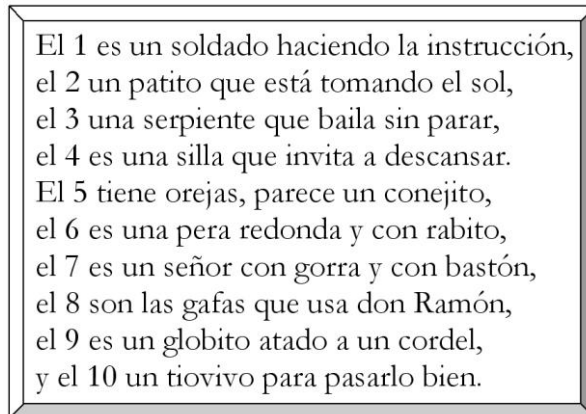 El 1 es un soldado haciendo la instrucción,
el 2 un patito que está tomando el sol,
el 3 una serpiente que baila sin parar,
el 4 es una silla que invita a descansar.
El 5 tiene orejas, parece un conejito,
el 6 es una pera redonda y con rabito,
el 7 es un señor con gorra y con bastón,
el 8 son las gafas que usa don Ramón,
el 9 es un globito atado a un cordel,
y el 10 un tiovivo para pasarlo bien.